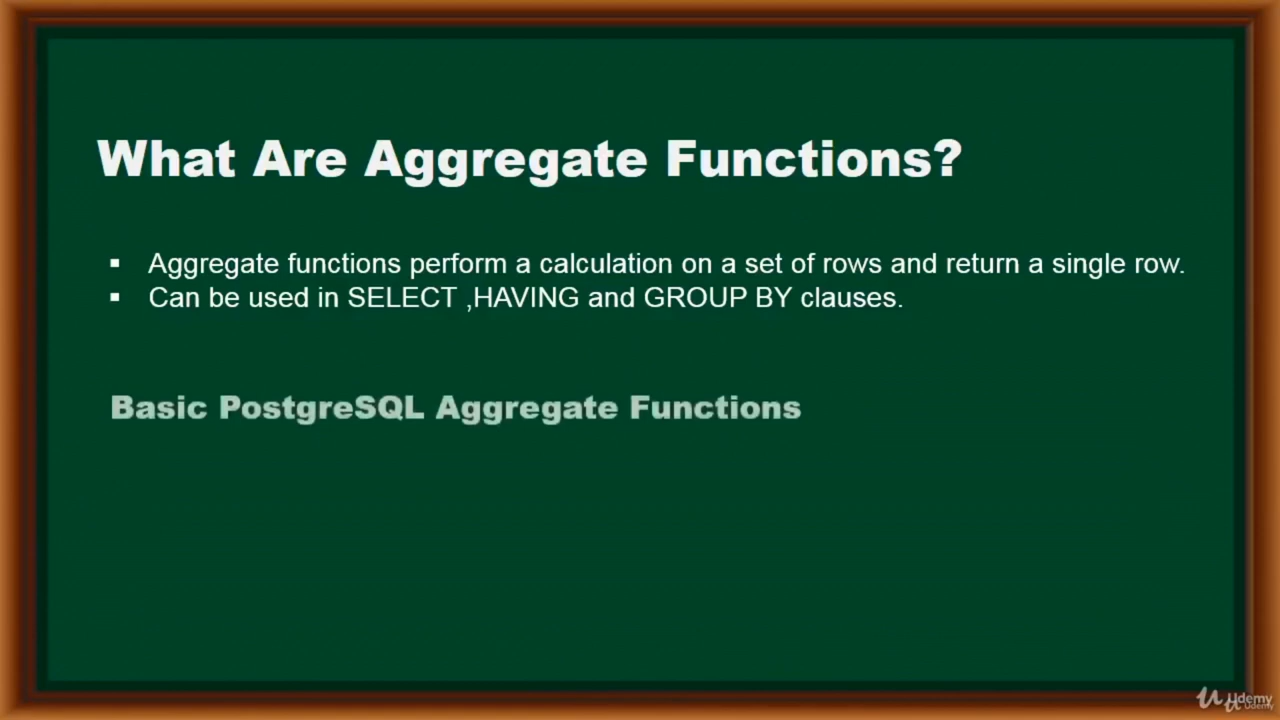 What Are Aggregate Functions?
▪ Aggregate functions perform a calculation on a set of rows and return a single row.
▪ Can be used in SELECT ,HAVING and GROUP BY clauses.
Basic PostgreSQL Aggregate Functions
Udemy
Udemy